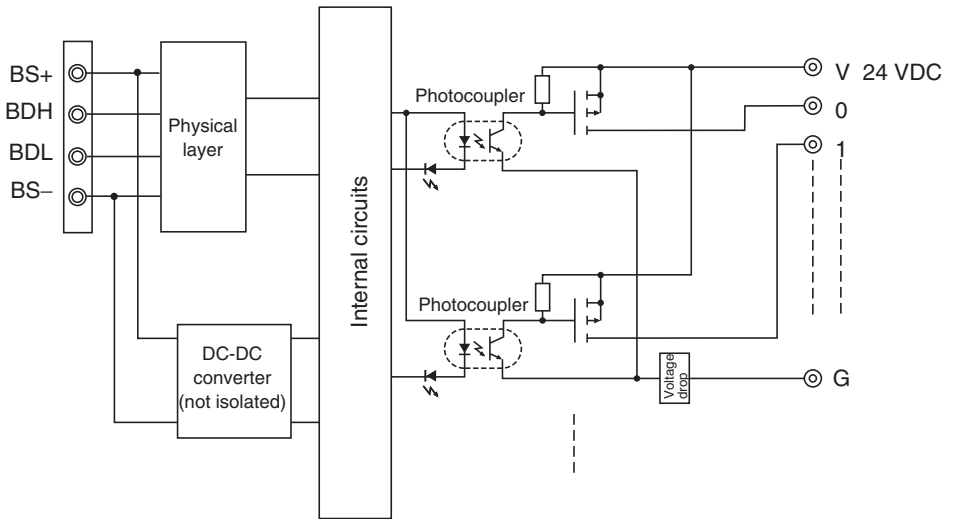 BS+
BDH
BDL
BS−
Physical
layer
DC-DC
converter
(not isolated)
Internal circuits
Photocoupler
Photocoupler
Voltage
drop
V 24 VDC
0
1
G